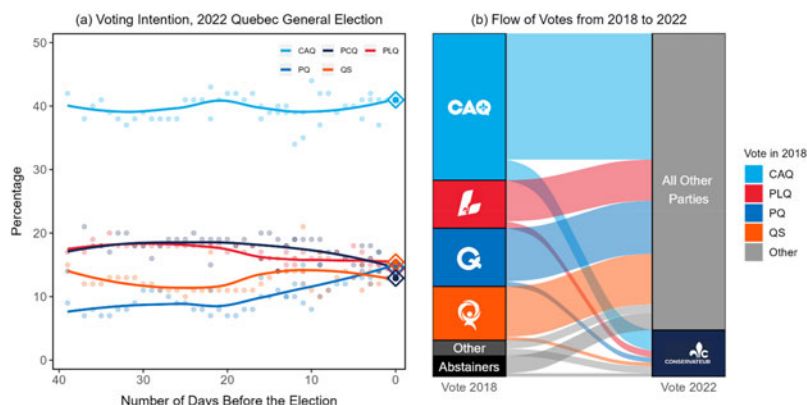 (a) Voting Intention, 2022 Quebec General Election
CAQ PCQ PLQ
PQ QS
50
40
30
20
10
0
Percentage
40 30 20 10 0
Number of Days Before the Election
(b) Flow of Votes from 2018 to 2022
CAQ
Other
Abstainers
Vote 2018
All Other
Parties
CONSERVATEUR
Vote 2022
Vote in 2018
CAQ
PLQ
PQ
QS
Other